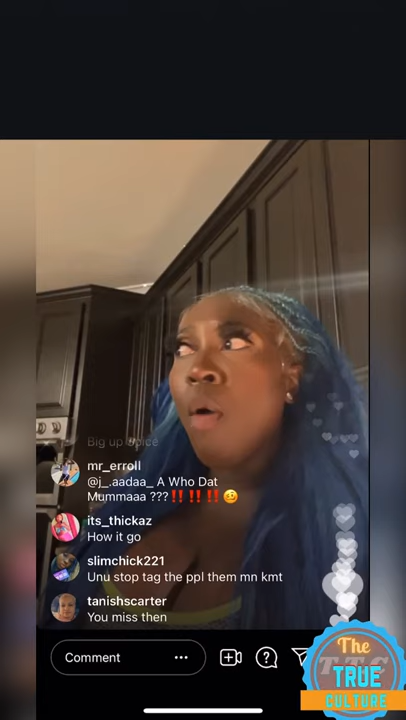 Big up Spice
mr_erroll
@j_.aadaa_ A Who Dat
Mummaaa ???‼️‼️‼️🥴
its_thickaz
How it go
slimchick221
Unu stop tag the ppl them mn kmt
tanishscarter
You miss then
Comment
The
TTC
TRUE
CULTURE